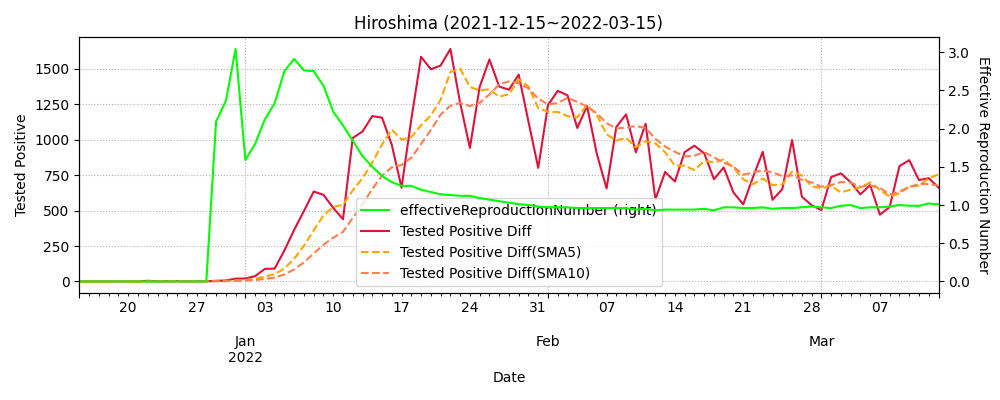 Hiroshima (2021-12-15~2022-03-15)
Tested Positive
1500
1250
1000
750
500
250
0
3.0
2.5
2.0
1.5
1.0
0.5
0.0
Effective Reproduction Number
effectiveReproductionNumber (right)
Tested Positive Diff
Tested Positive Diff(SMA5)
Tested Positive Diff(SMA10)
20 27 03 10 17 24 31 07 14 21 28 07
Jan Feb Mar
2022
Date